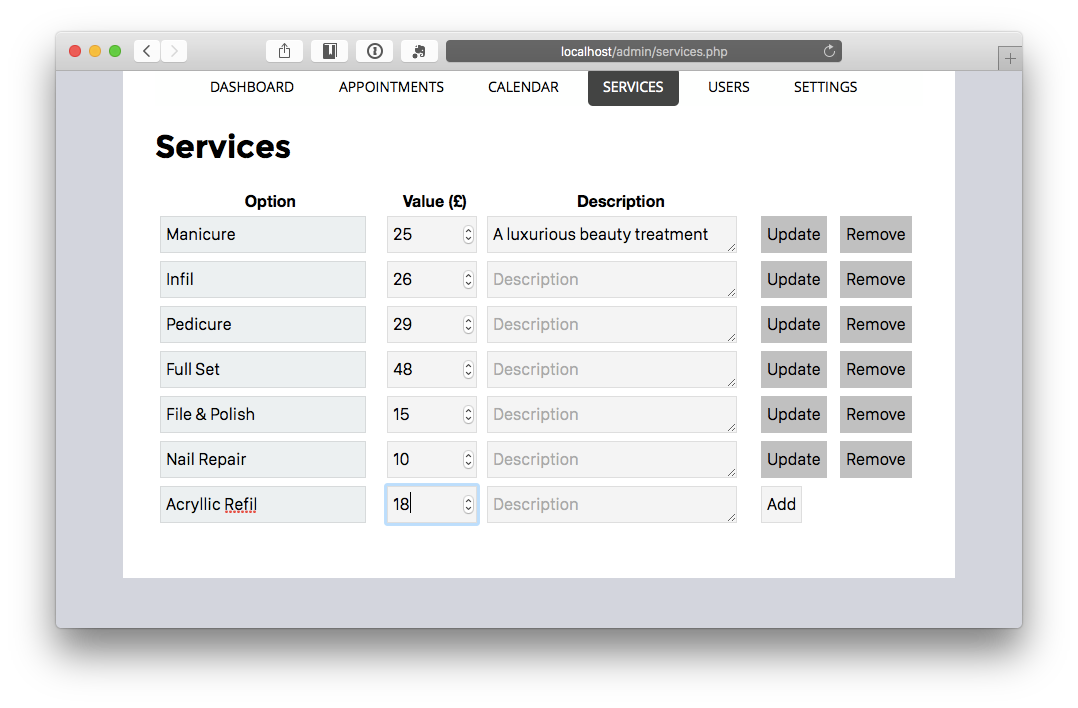 localhost/admin/services.php
DASHBOARD APPOINTMENTS CALENDAR SERVICES USERS SETTINGS
Services
Option Value (£) Description
Manicure 25 A luxurious beauty treatment Update Remove
Infil 26 Description Update Remove
Pedicure 29 Description Update Remove
Full Set 48 Description Update Remove
File & Polish 15 Description Update Remove
Nail Repair 10 Description Update Remove
Acryllic Refil 18 Description Add